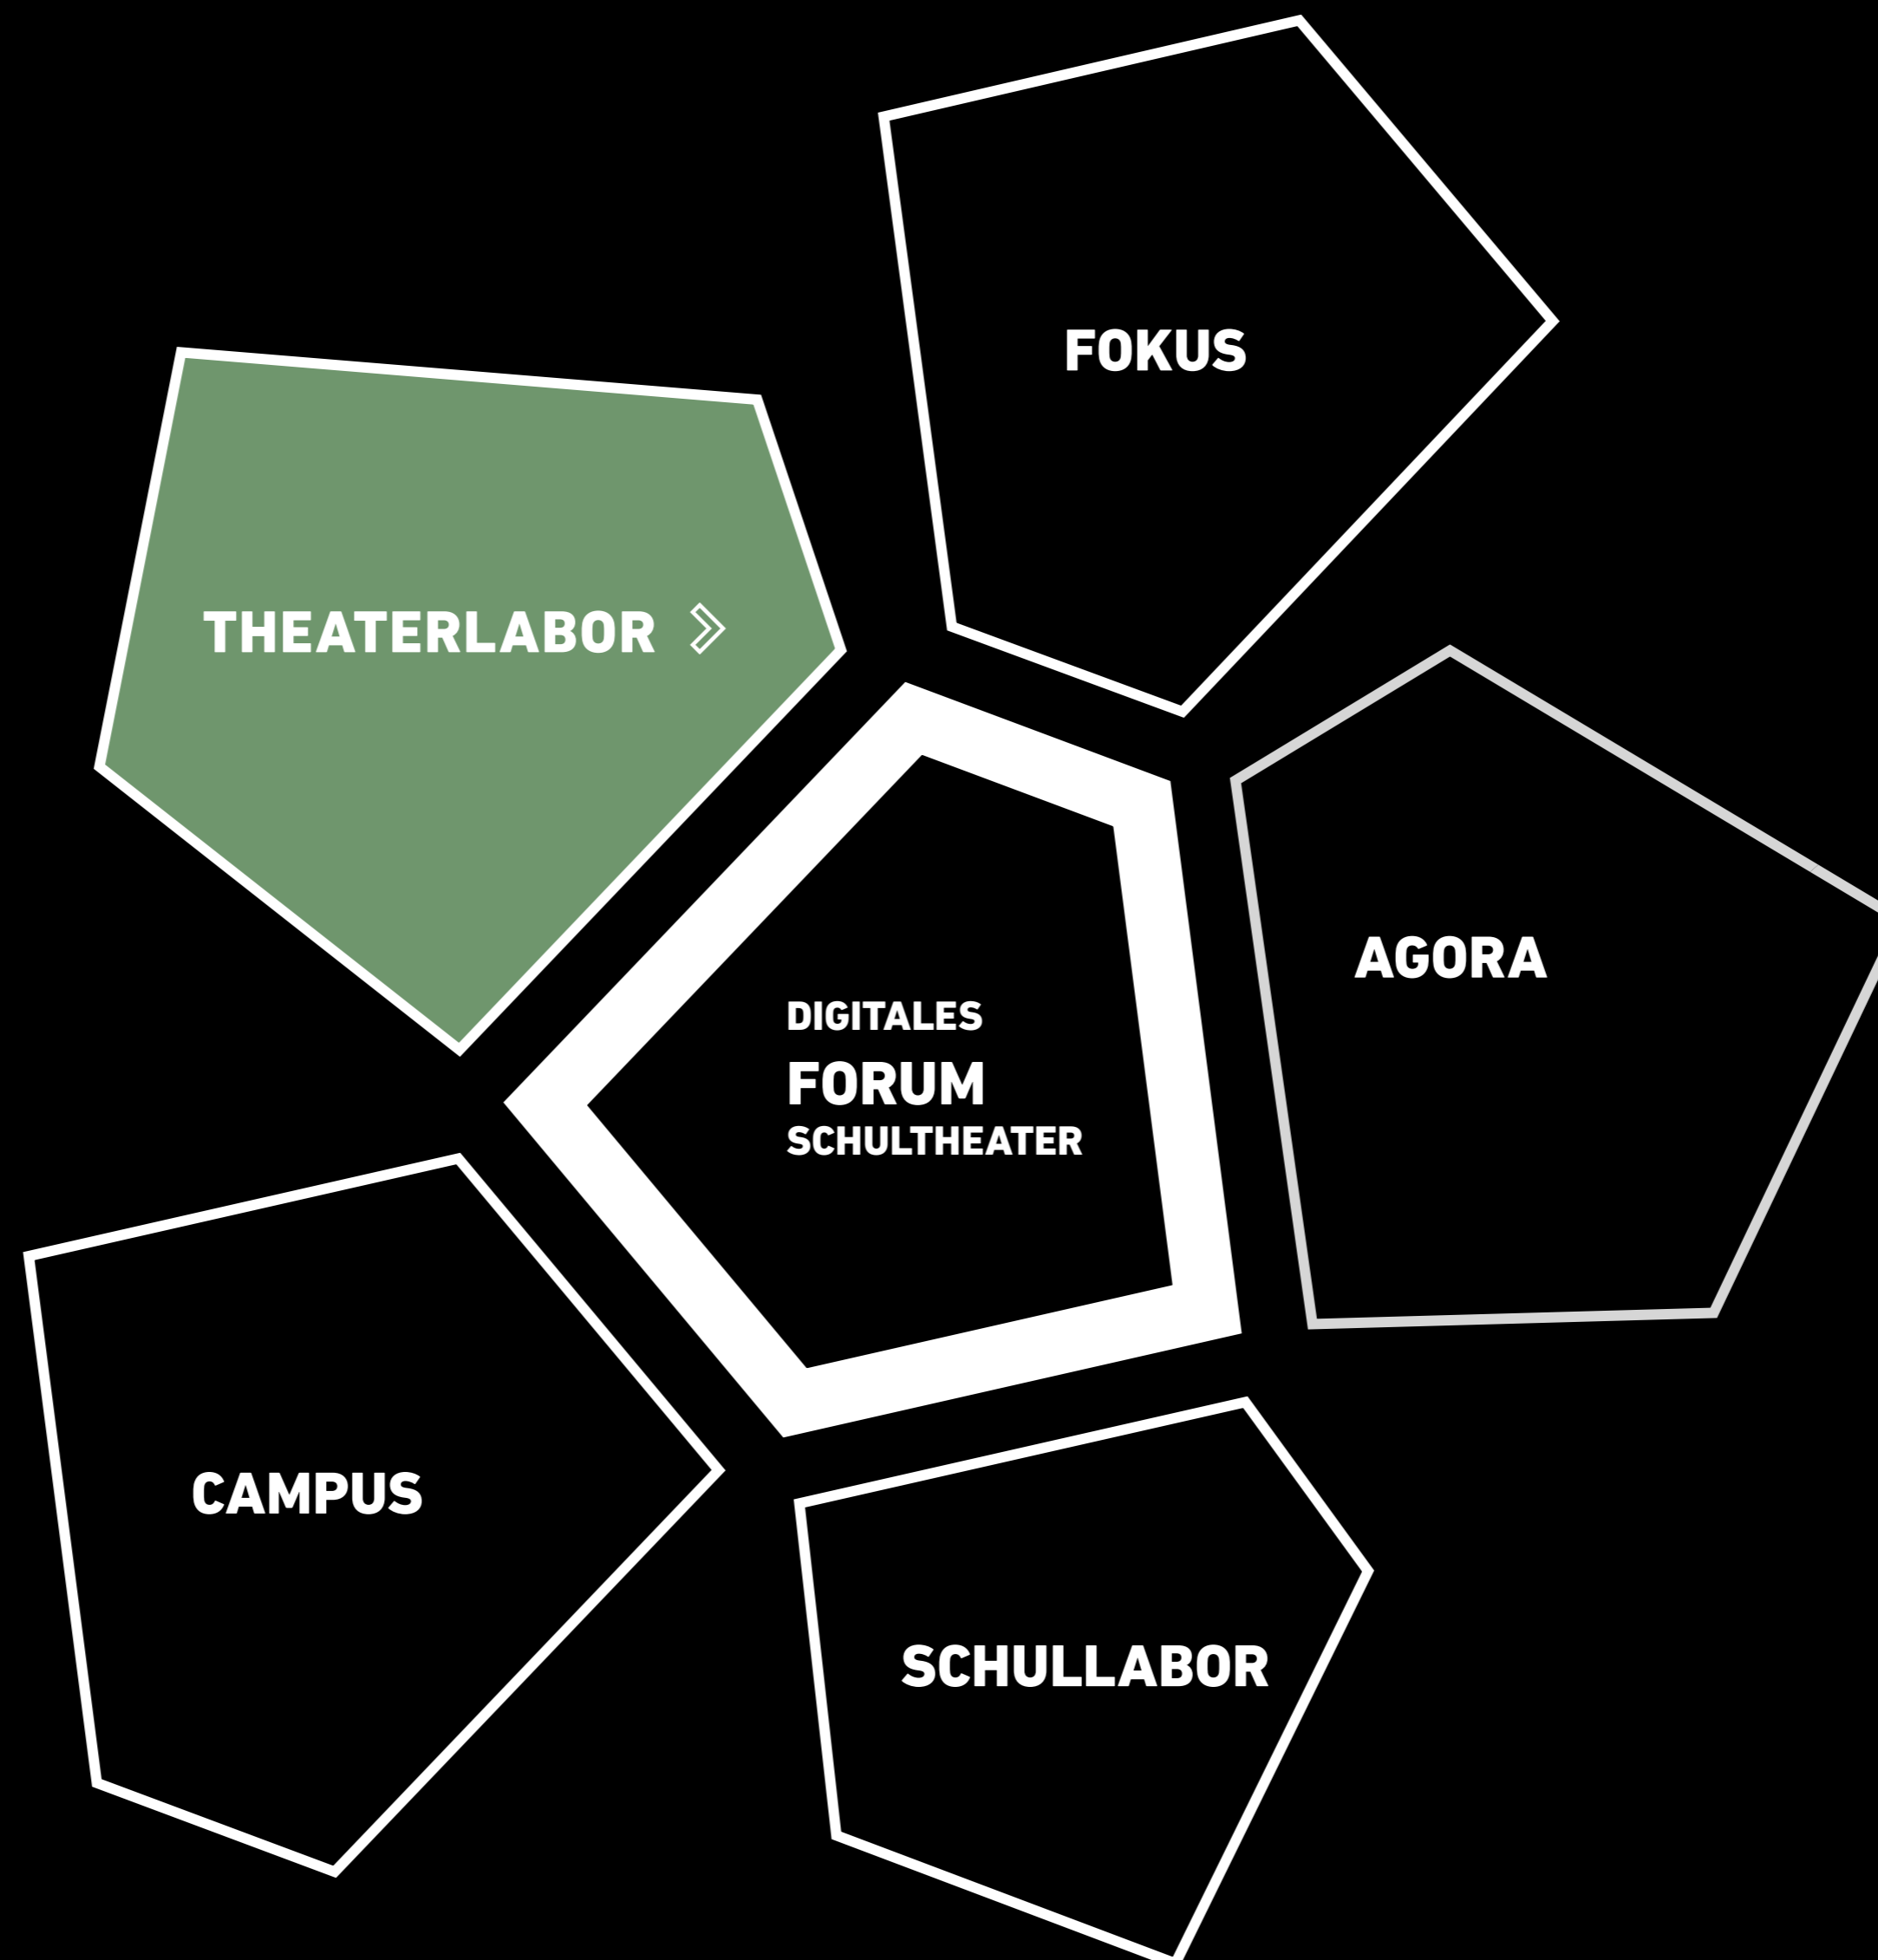 FOKUS
THEATERLABOR
AGORA
DIGITALES
FORUM
SCHULTHEATER
CAMPUS
SCHULLABOR